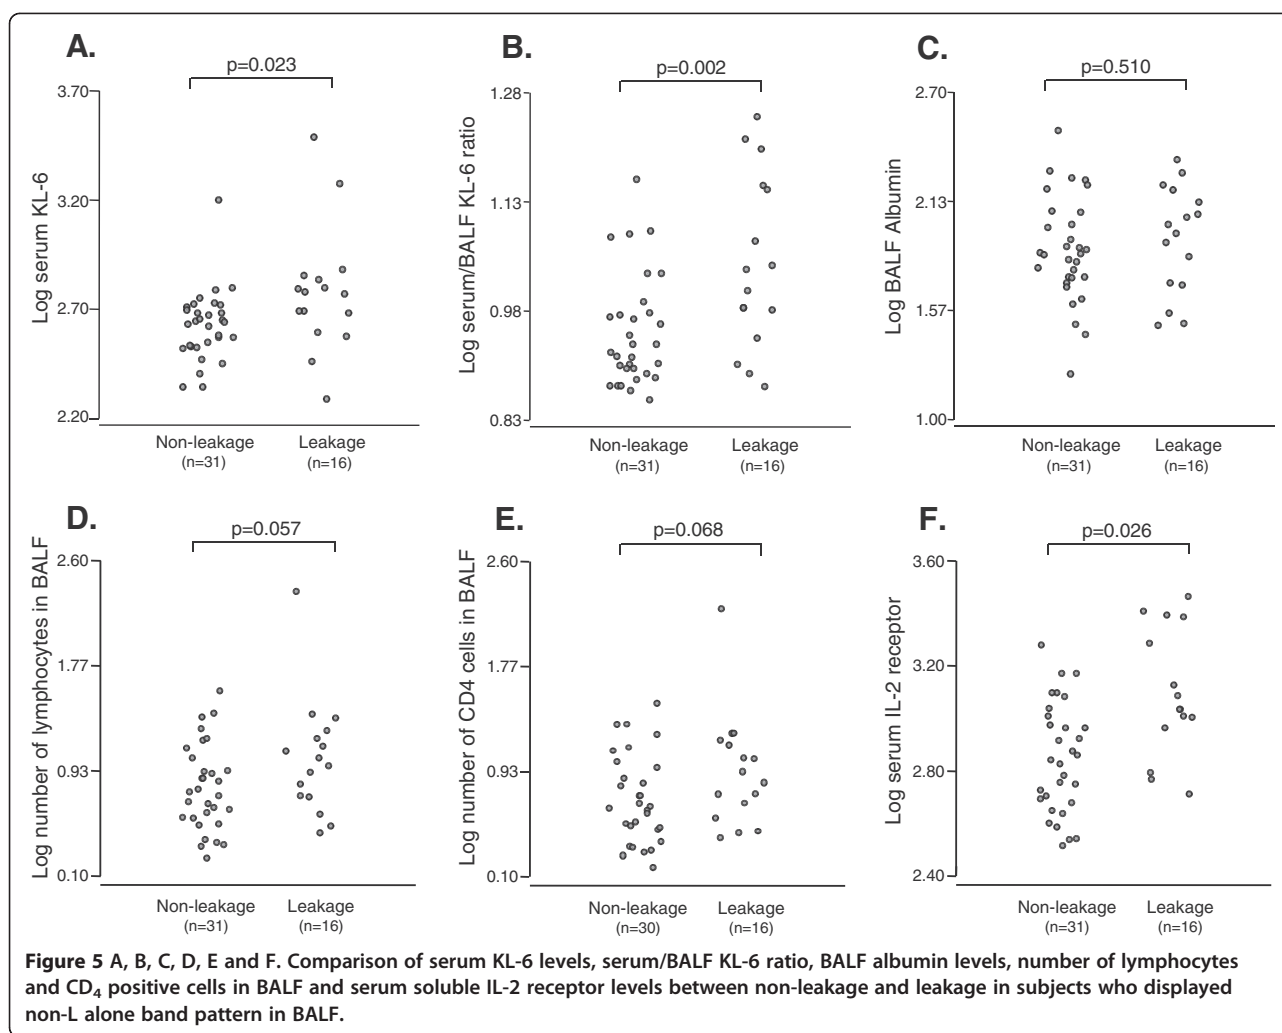 A.
p=0.023
3.70
3.20
2.70
2.20
Log serum KL-6
Non-leakage
(n=31)
Leakage
(n=16)
B.
p=0.002
1.28
1.13
0.98
0.83
Log serum/BALF KL-6 ratio
Non-leakage
(n=31)
Leakage
(n=16)
C.
p=0.510
2.70
2.13
1.57
1.00
Log BALF Albumin
Non-leakage
(n=31)
Leakage
(n=16)
D.
p=0.057
2.60
1.77
0.93
0.10
Log number of lymphocytes in BALF
Non-leakage
(n=31)
Leakage
(n=16)
E.
p=0.068
2.60
1.77
0.93
0.10
Log number of CD4 cells in BALF
Non-leakage
(n=30)
Leakage
(n=16)
F.
p=0.026
3.60
3.20
2.80
2.40
Log serum IL-2 receptor
Non-leakage
(n=31)
Leakage
(n=16)
Figure 5 A, B, C, D, E and F. Comparison of serum KL-6 levels, serum/BALF KL-6 ratio, BALF albumin levels, number of lymphocytes
and CD4 positive cells in BALF and serum soluble IL-2 receptor levels between non-leakage and leakage in subjects who displayed
non-L alone band pattern in BALF.